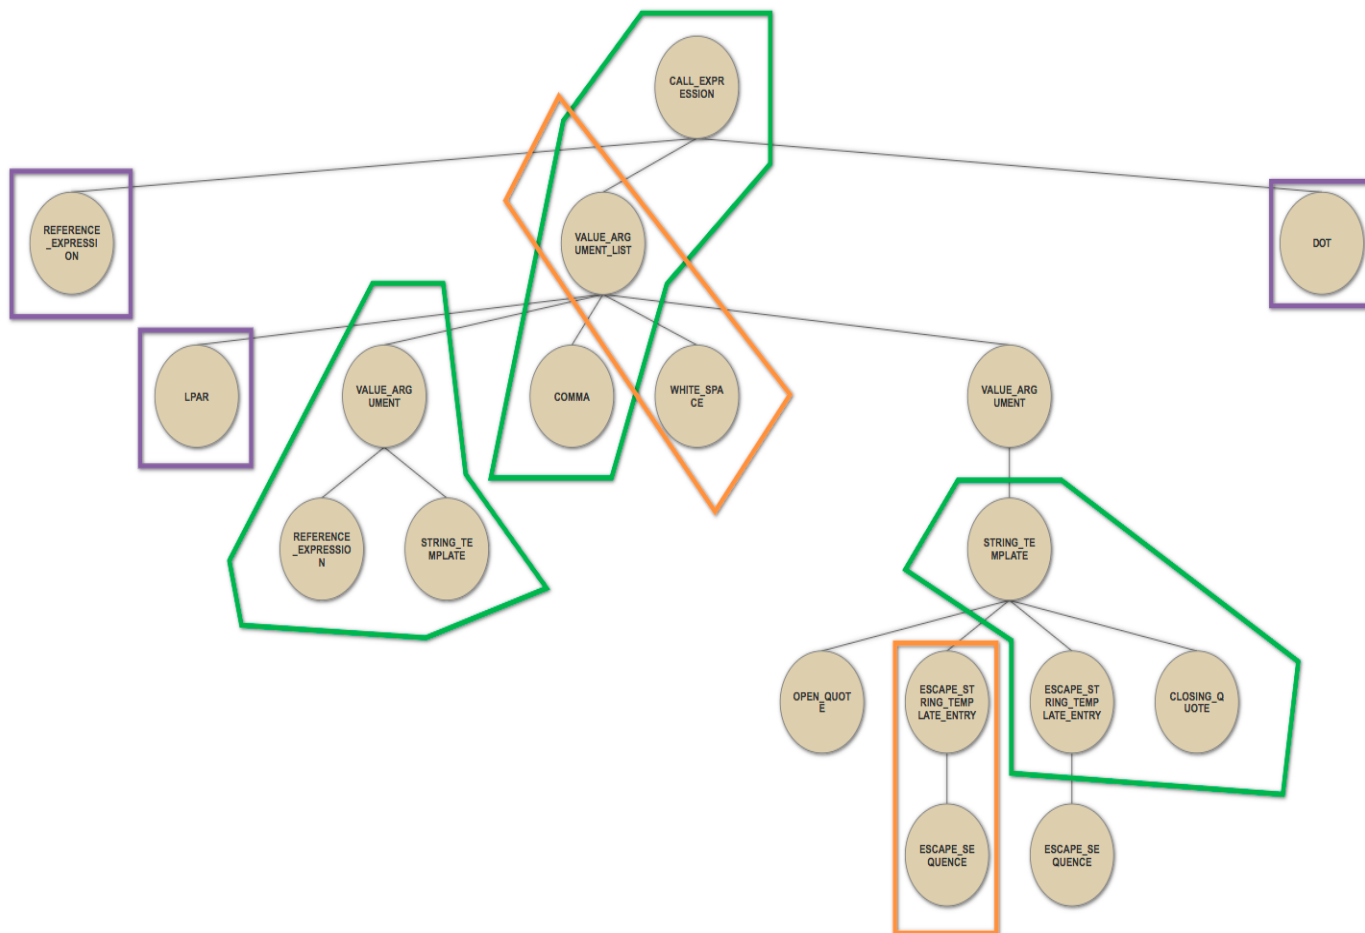 CALL_EXPR
ESSION
REFERENCE
_EXPRESSI
ON
VALUE_ARG
UMENT_LIST
DOT
LPAR
VALUE_ARG
UMENT
COMMA
WHITE_SPA
CE
VALUE_ARG
UMENT
REFERENCE
_EXPRESSIO
N
STRING_TE
MPLATE
STRING_TE
MPLATE
OPEN_QUOT
E
ESCAPE_ST
RING_TEMP
LATE_ENTRY
ESCAPE_ST
RING_TEMP
LATE_ENTRY
CLOSING_Q
UOTE
ESCAPE_SE
QUENCE
ESCAPE_SE
QUENCE